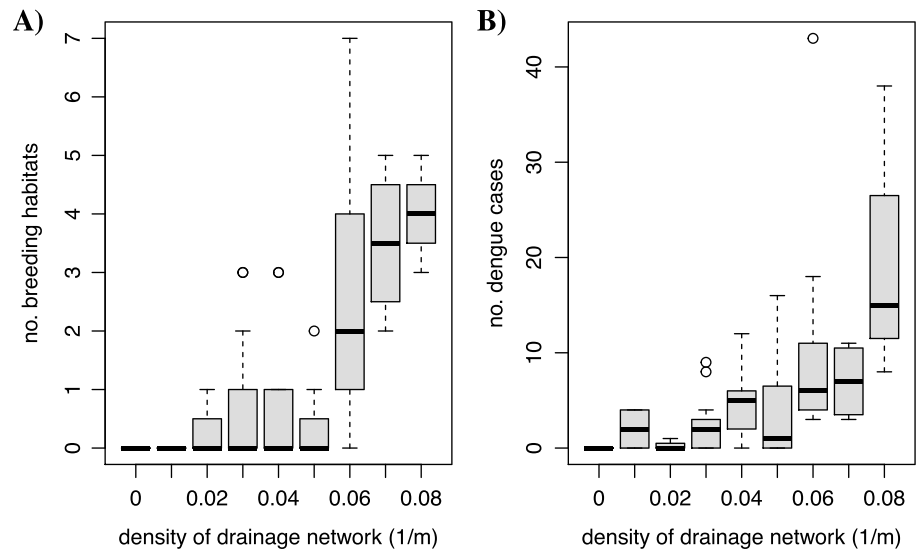 A)
no. breeding habitats
7
6
5
4
3
2
1
0
0 0.02 0.04 0.06 0.08
density of drainage network (1/m)
B)
no. dengue cases
40
30
20
10
0
0 0.02 0.04 0.06 0.08
density of drainage network (1/m)